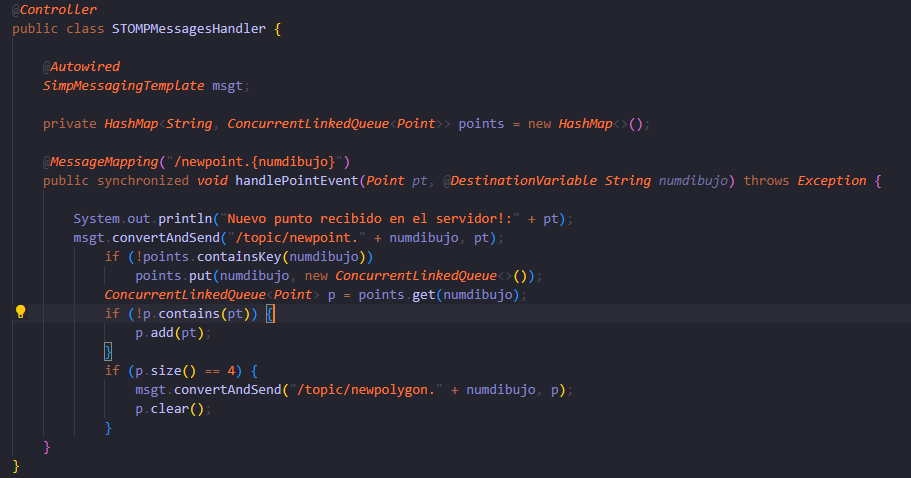 @Controller
public class STOMPMessagesHandler {
@Autowired
SimpMessagingTemplate msgt;
private HashMap<String, ConcurrentLinkedQueue<Point>> points = new HashMap<>();
@MessageMapping("/newpoint.{numdibujo}")
public synchronized void handlePointEvent(Point pt, @DestinationVariable String numdibujo) throws Exception {
System.out.println("Nuevo punto recibido en el servidor!:" + pt);
msgt.convertAndSend("/topic/newpoint." + numdibujo, pt);
if (!points.containsKey(numdibujo))
points.put(numdibujo, new ConcurrentLinkedQueue<>());
ConcurrentLinkedQueue<Point> p = points.get(numdibujo);
if (!p.contains(pt)) {
p.add(pt);
}
if (p.size() == 4) {
msgt.convertAndSend("/topic/newpolygon." + numdibujo, p);
p.clear();
}
}
}